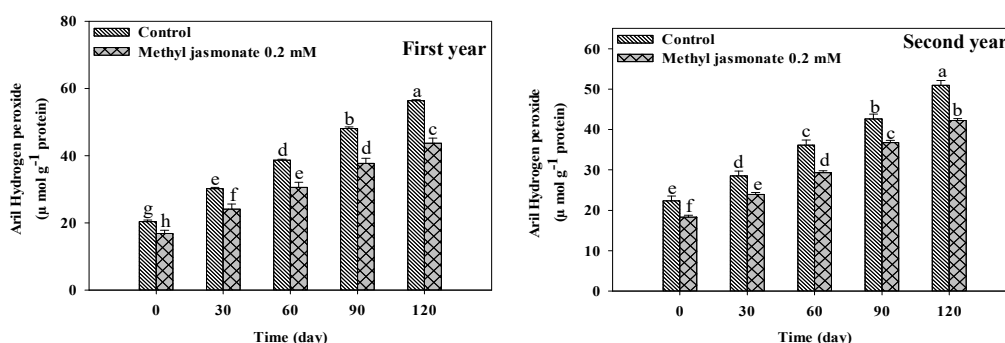 80
60
40
20
0
Aril Hydrogen peroxide
(µ mol g⁻¹ protein)
Control
Methyl jasmonate 0.2 mM
First year
g h
e f
d e
b d
a c
0 30 60 90 120
Time (day)
60
50
40
30
20
10
0
Aril Hydrogen peroxide
(µ mol g⁻¹ protein)
Control
Methyl jasmonate 0.2 mM
Second year
e f
d e
c d
b c
a b
0 30 60 90 120
Time (day)